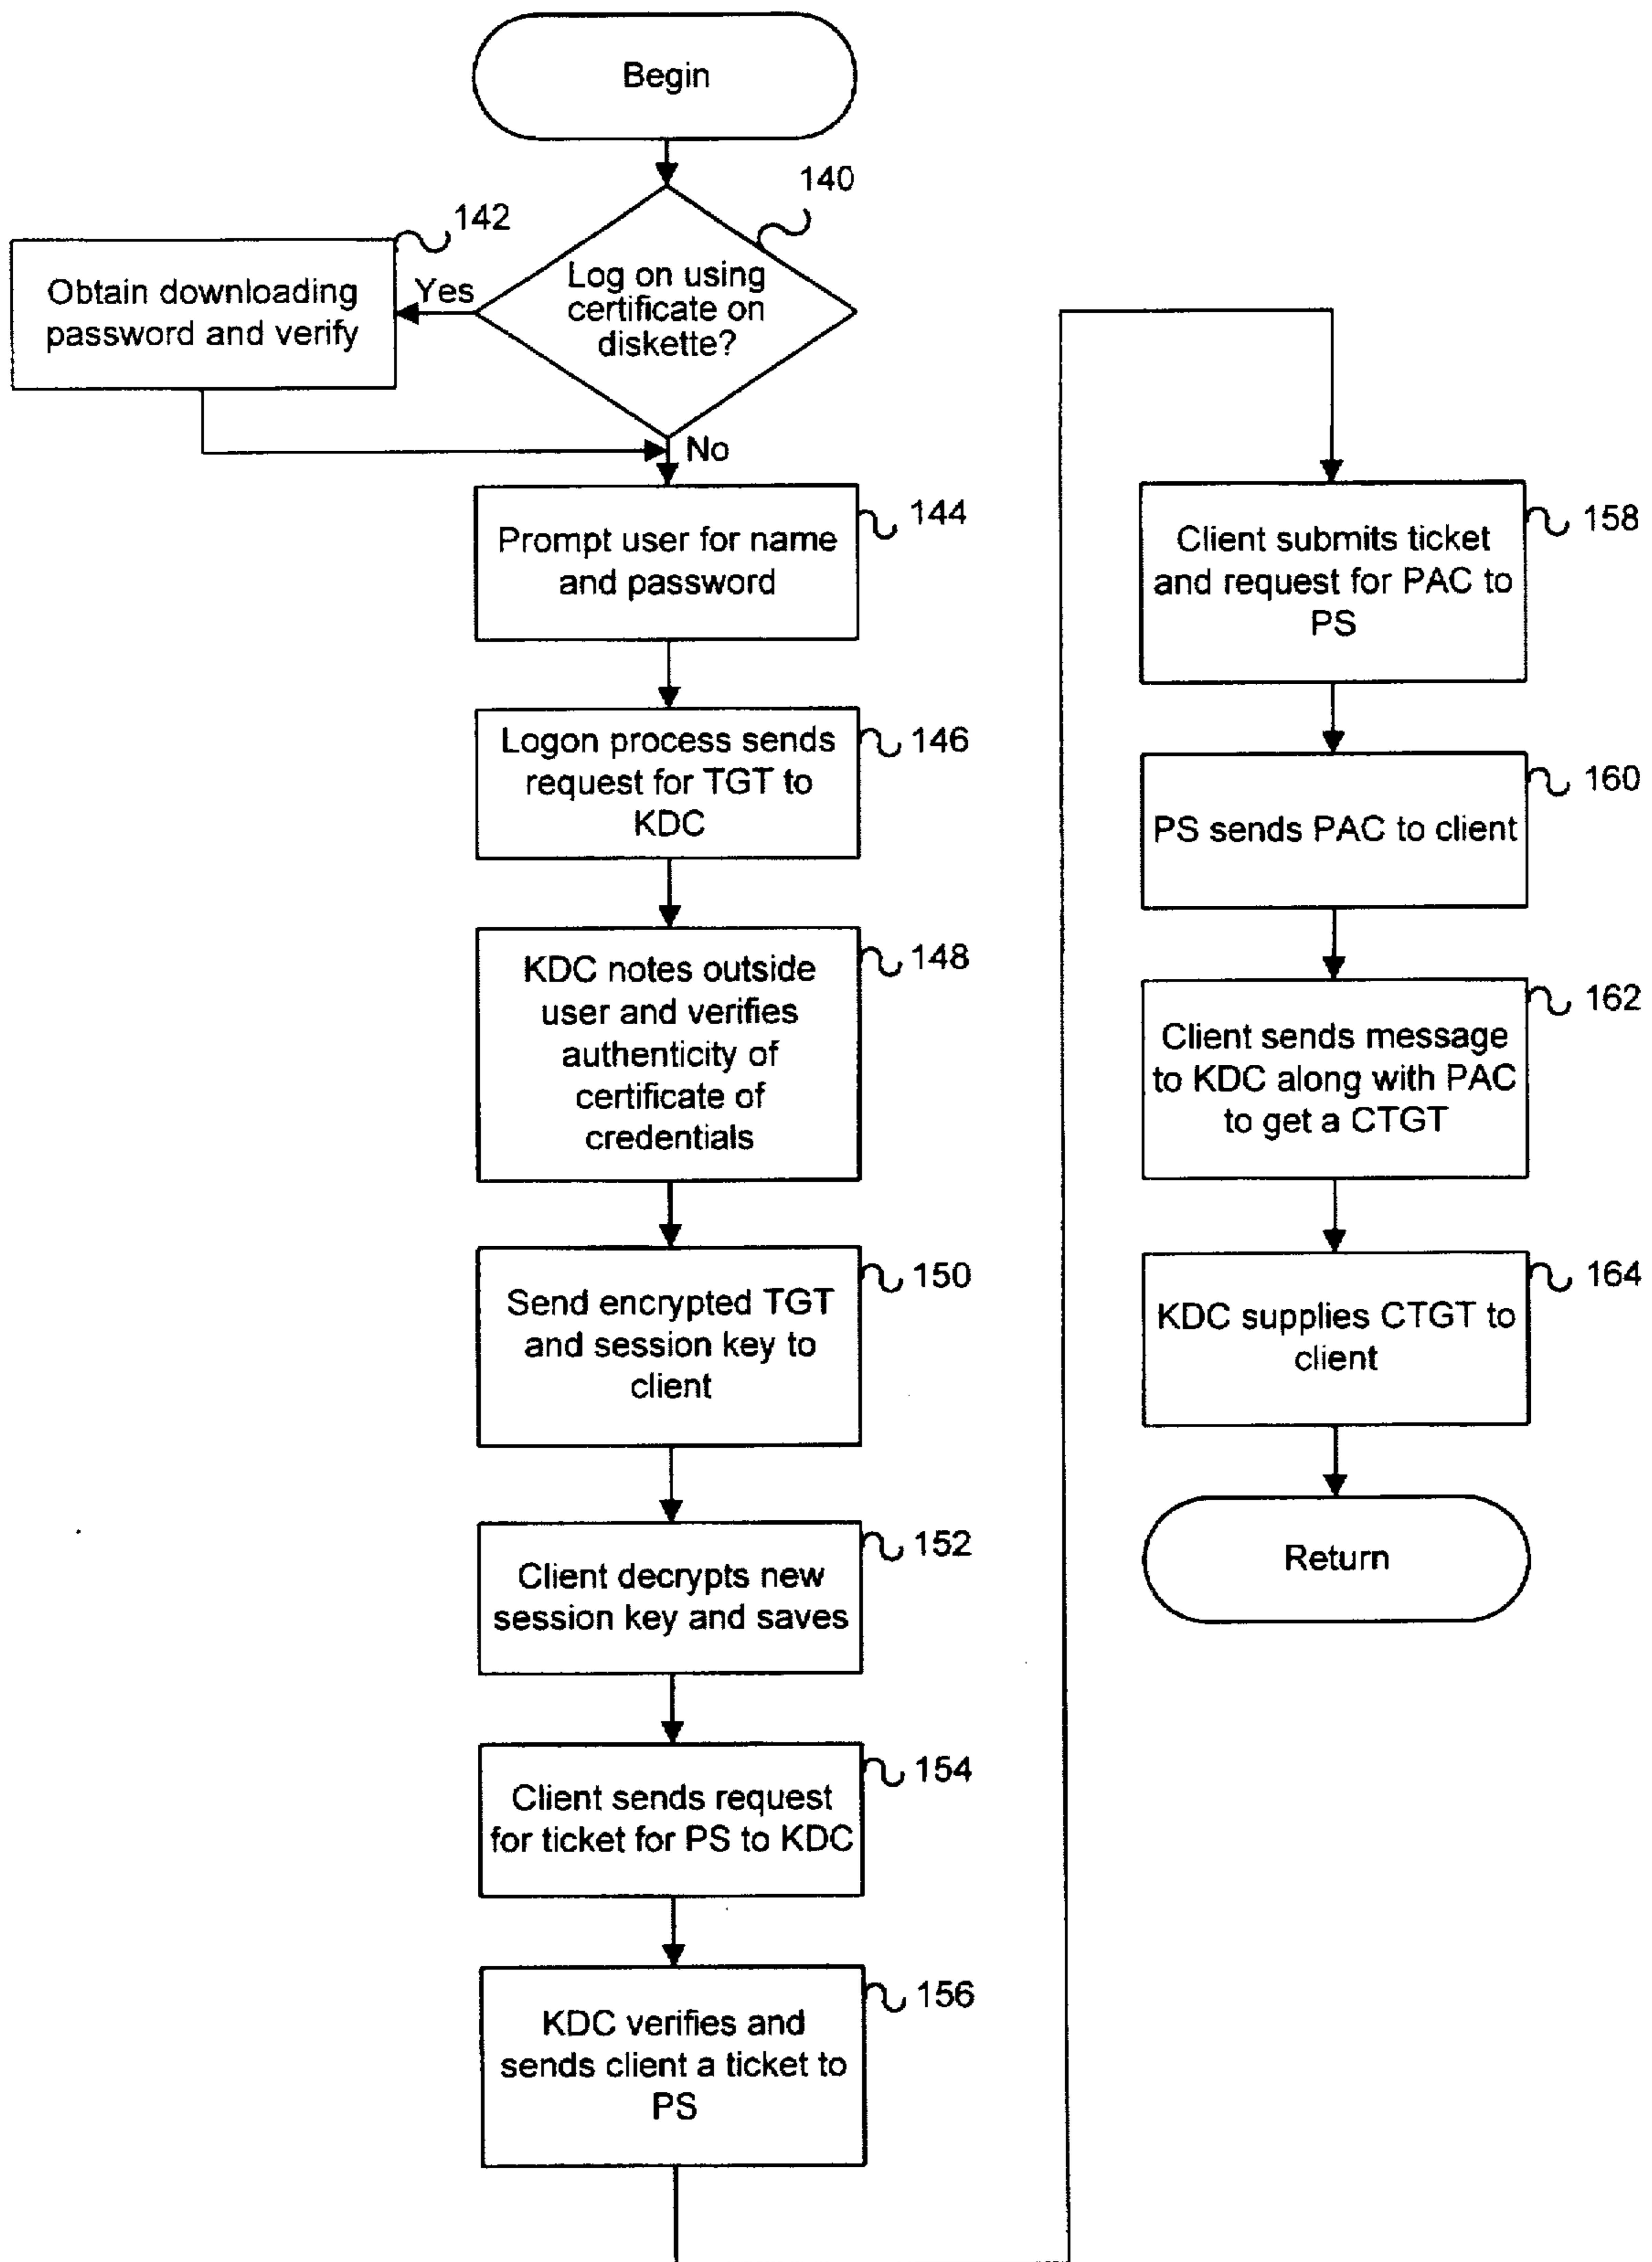 Begin
140
Log on using
certificate on
diskette?
Yes
142
Obtain downloading
password and verify
No
144
Prompt user for name
and password
146
Logon process sends
request for TGT to
KDC
148
KDC notes outside
user and verifies
authenticity of
certificate of
credentials
150
Send encrypted TGT
and session key to
client
152
Client decrypts new
session key and saves
154
Client sends request
for ticket for PS to KDC
156
KDC verifies and
sends client a ticket to
PS
158
Client submits ticket
and request for PAC to
PS
160
PS sends PAC to client
162
Client sends message
to KDC along with PAC
to get a CTGT
164
KDC supplies CTGT to
client
Return